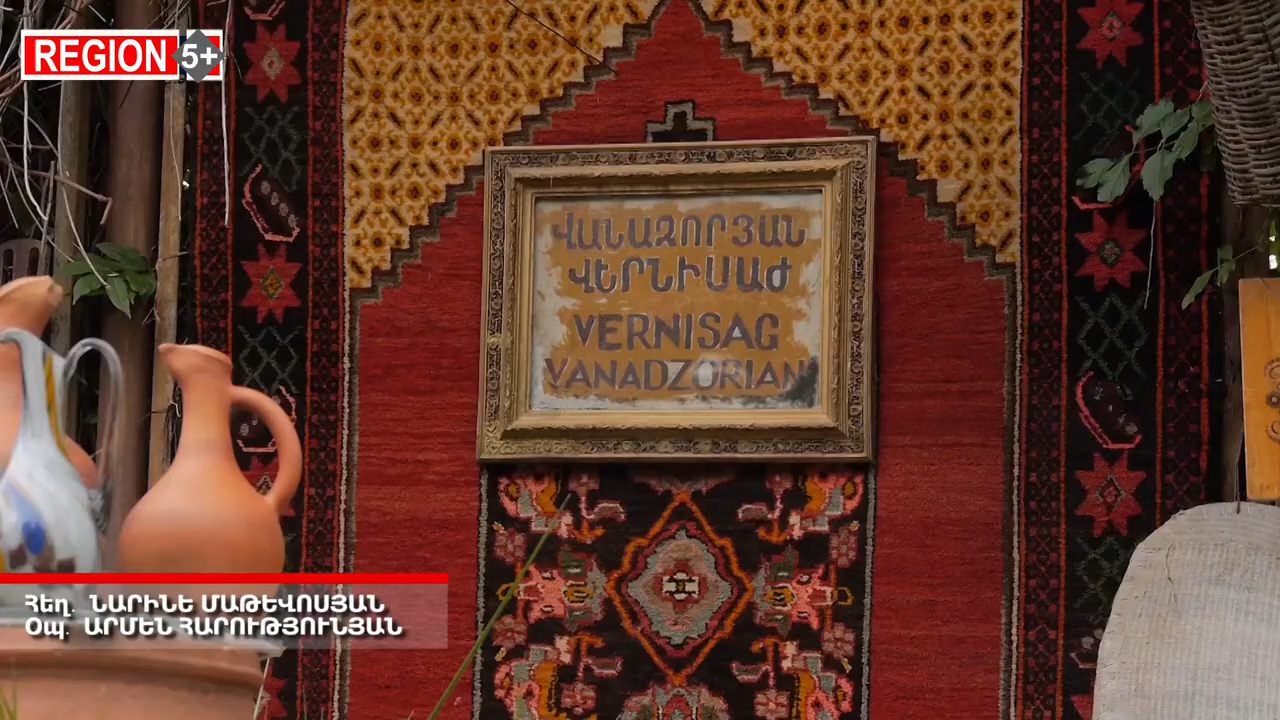 REGION 5+
ՎԱՆԱՁՈՐՅԱՆ
ՎԵՐՆԻՍԱԺ
VERNISAG
VANADZORIAN
Հեղ. ՆԱՐԻՆԵ ՄԱԹԵՎՈՍՅԱՆ
Օպ. ԱՐՄԵՆ ՀԱՐՈՒԹՅՈՒՆՅԱՆ